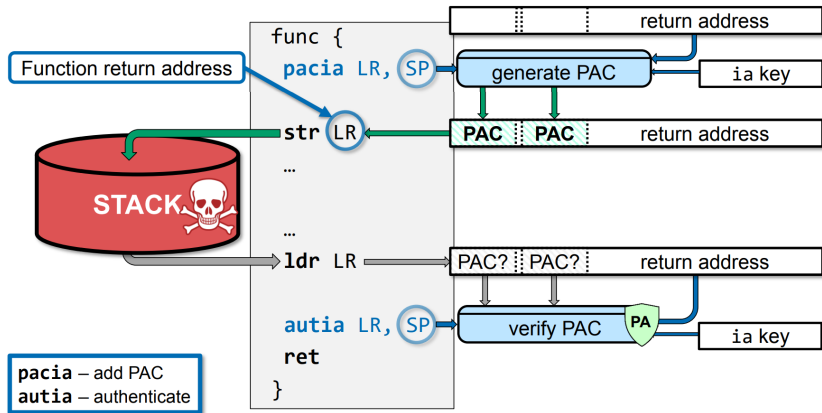 return address
func {
pacia LR, SP
generate PAC
Function return address
ia key
str LR
PAC PAC return address
…
STACK
…
ldr LR
PAC? PAC? return address
autia LR, SP
verify PAC
PA
ia key
ret
}
pacia – add PAC
autia – authenticate